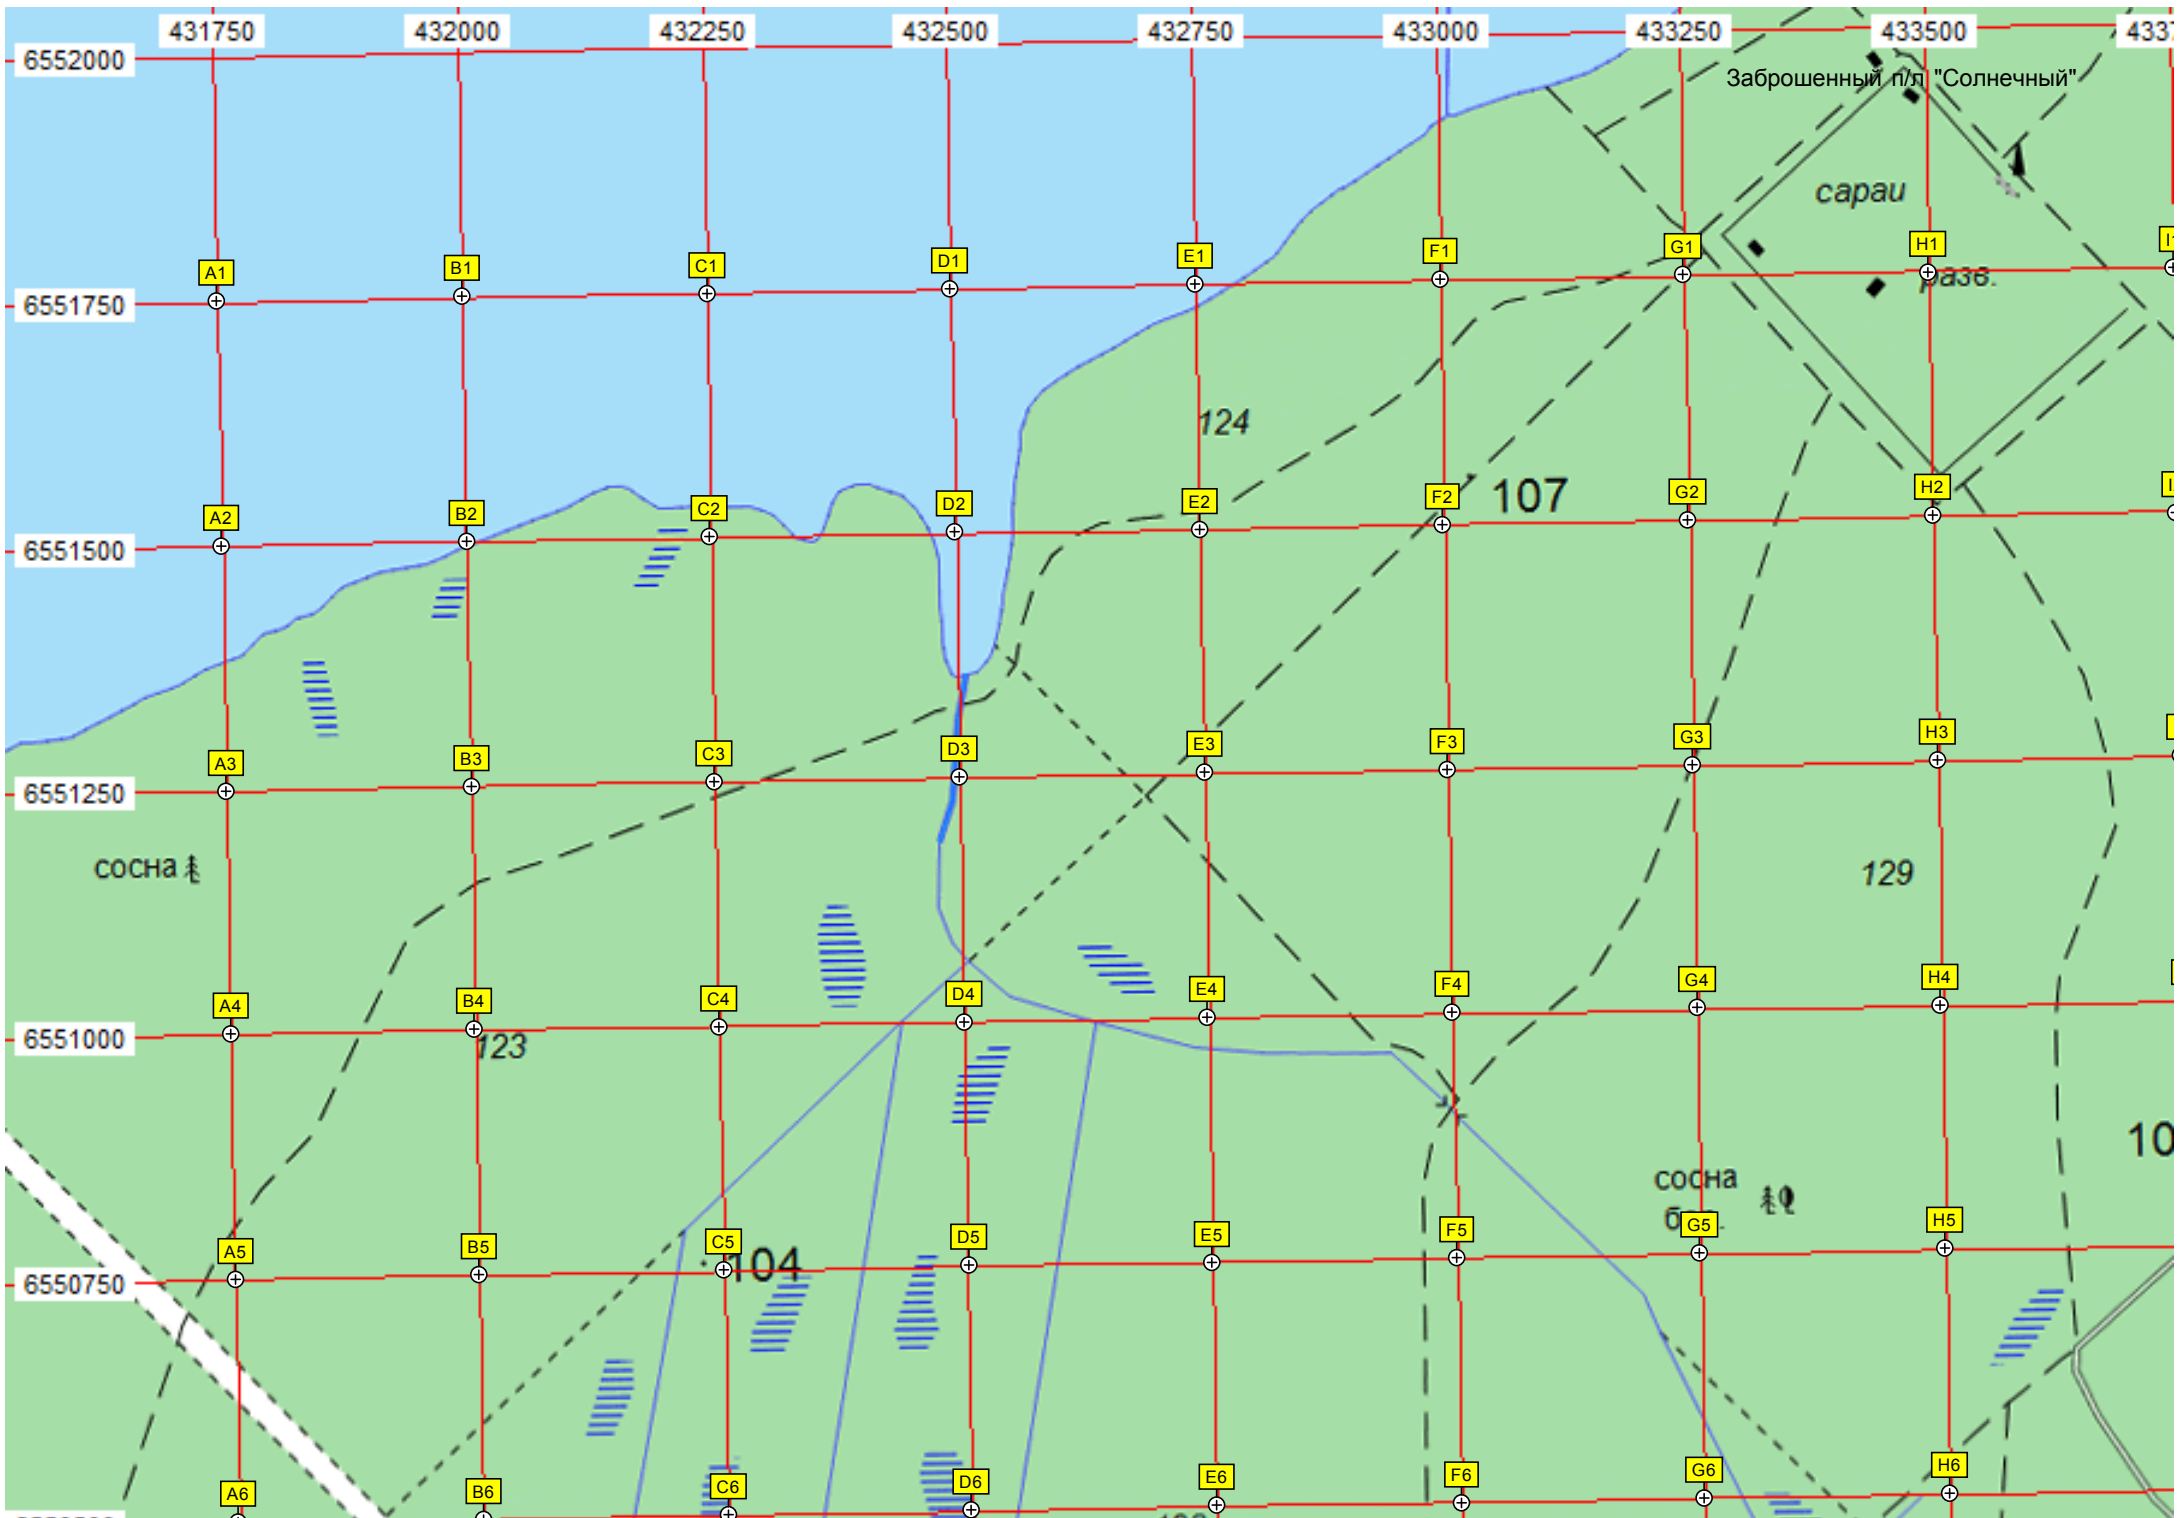 431750 432000 432250 432500 432750 433000 433250 433500
6552000
Заброшенный п/л "Солнечный"
сараи
A1 B1 C1 D1 E1 F1 G1 H1
разв.
6551750
124
107
A2 B2 C2 D2 E2 F2 G2 H2
6551500
A3 B3 C3 D3 E3 F3 G3 H3
6551250
сосна
129
A4 B4 C4 D4 E4 F4 G4 H4
6551000
123
10
сосна
A5 B5 C5 D5 E5 F5 G5 H5
104
6550750
A6 B6 C6 D6 E6 F6 G6 H6